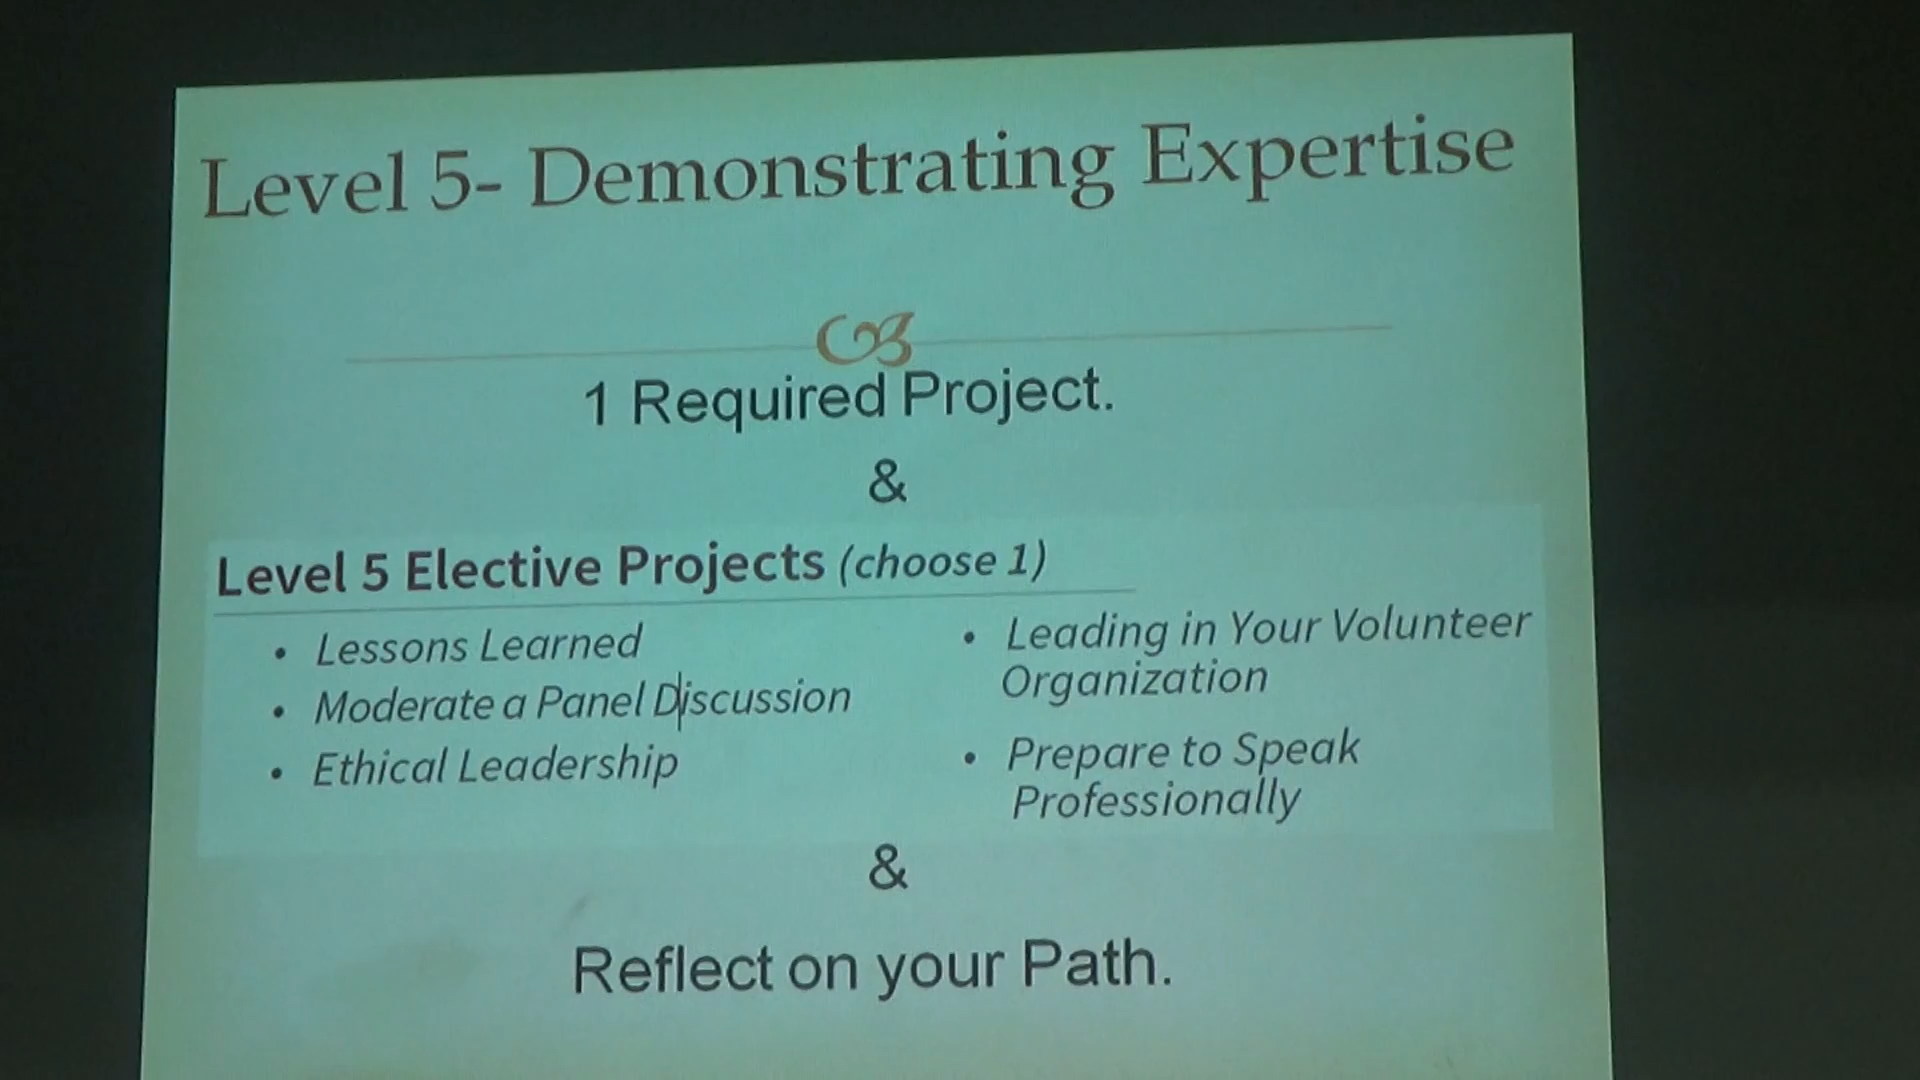 Level 5- Demonstrating Expertise
1 Required Project.
&
Level 5 Elective Projects (choose 1)
• Lessons Learned
• Moderate a Panel Discussion
• Ethical Leadership
• Leading in Your Volunteer
Organization
• Prepare to Speak
Professionally
&
Reflect on your Path.